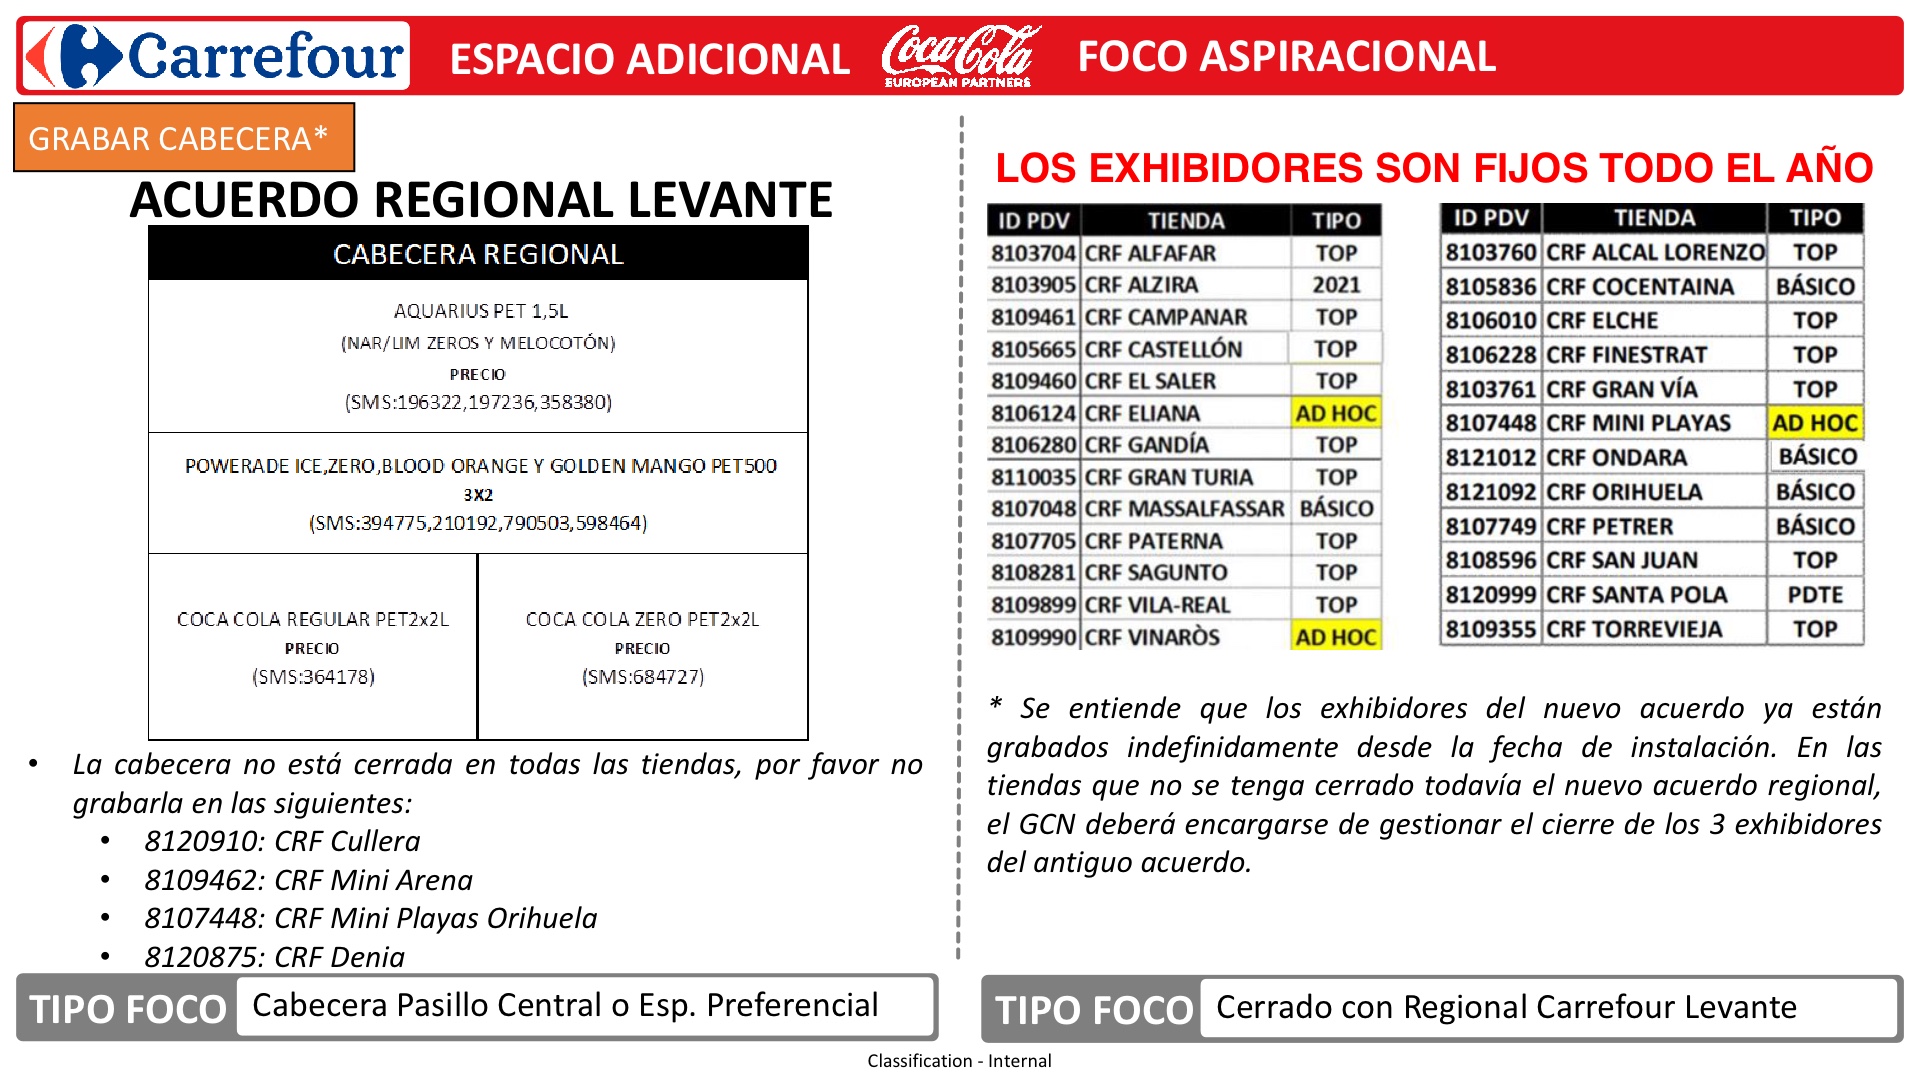 Carrefour
ESPACIO ADICIONAL
Coca-Cola
EUROPEAN PARTNERS
FOCO ASPIRACIONAL
GRABAR CABECERA*
ACUERDO REGIONAL LEVANTE
CABECERA REGIONAL
AQUARIUS PET 1,5L
(NAR/LIM ZEROS Y MELOCOTÓN)
PRECIO
(SMS:196322,197236,358380)
POWERADE ICE,ZERO,BLOOD ORANGE Y GOLDEN MANGO PET500
3X2
(SMS:394775,210192,790503,598464)
COCA COLA REGULAR PET2x2L
PRECIO
(SMS:364178)
COCA COLA ZERO PET2x2L
PRECIO
(SMS:684727)
• La cabecera no está cerrada en todas las tiendas, por favor no
grabarla en las siguientes:
• 8120910: CRF Cullera
• 8109462: CRF Mini Arena
• 8107448: CRF Mini Playas Orihuela
• 8120875: CRF Denia
TIPO FOCO Cabecera Pasillo Central o Esp. Preferencial
LOS EXHIBIDORES SON FIJOS TODO EL AÑO
ID PDV TIENDA TIPO
8103704 CRF ALFAFAR TOP
8103905 CRF ALZIRA 2021
8109461 CRF CAMPANAR TOP
8105665 CRF CASTELLÓN TOP
8109460 CRF EL SALER TOP
8106124 CRF ELIANA AD HOC
8106280 CRF GANDÍA TOP
8110035 CRF GRAN TURIA TOP
8107048 CRF MASSALFASSAR BÁSICO
8107705 CRF PATERNA TOP
8108281 CRF SAGUNTO TOP
8109899 CRF VILA-REAL TOP
8109990 CRF VINARÒS AD HOC
ID PDV TIENDA TIPO
8103760 CRF ALCAL LORENZO TOP
8105836 CRF COCENTAINA BÁSICO
8106010 CRF ELCHE TOP
8106228 CRF FINESTRAT TOP
8103761 CRF GRAN VÍA TOP
8107448 CRF MINI PLAYAS AD HOC
8121012 CRF ONDARA BÁSICO
8121092 CRF ORIHUELA BÁSICO
8107749 CRF PETRER BÁSICO
8108596 CRF SAN JUAN TOP
8120999 CRF SANTA POLA PDTE
8109355 CRF TORREVIEJA TOP
* Se entiende que los exhibidores del nuevo acuerdo ya están
grabados indefinidamente desde la fecha de instalación. En las
tiendas que no se tenga cerrado todavía el nuevo acuerdo regional,
el GCN deberá encargarse de gestionar el cierre de los 3 exhibidores
del antiguo acuerdo.
TIPO FOCO Cerrado con Regional Carrefour Levante
Classification - Internal